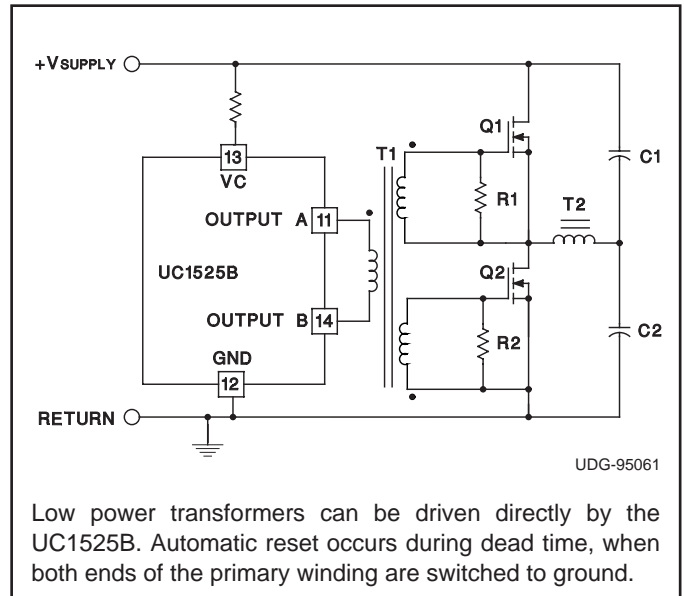 +VSUPPLY
Q1
C1
13
VC
T1
R1
T2
OUTPUT A 11
UC1525B
Q2
OUTPUT B 14
R2
C2
GND
12
RETURN
UDG-95061
Low power transformers can be driven directly by the
UC1525B. Automatic reset occurs during dead time, when
both ends of the primary winding are switched to ground.